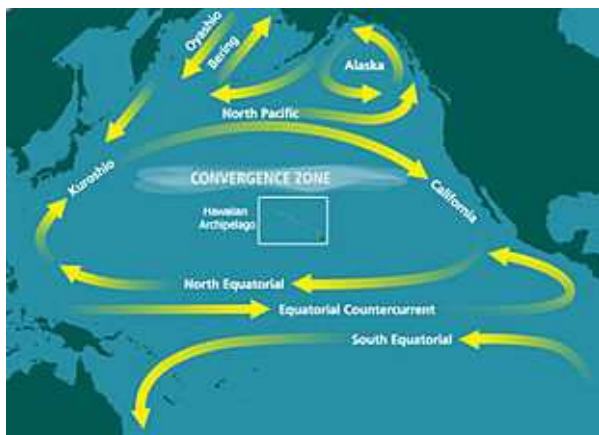 Oyashio
Bering
Alaska
North Pacific
Kuroshio
CONVERGENCE ZONE
California
Hawaiian
Archipelago
North Equatorial
Equatorial Countercurrent
South Equatorial